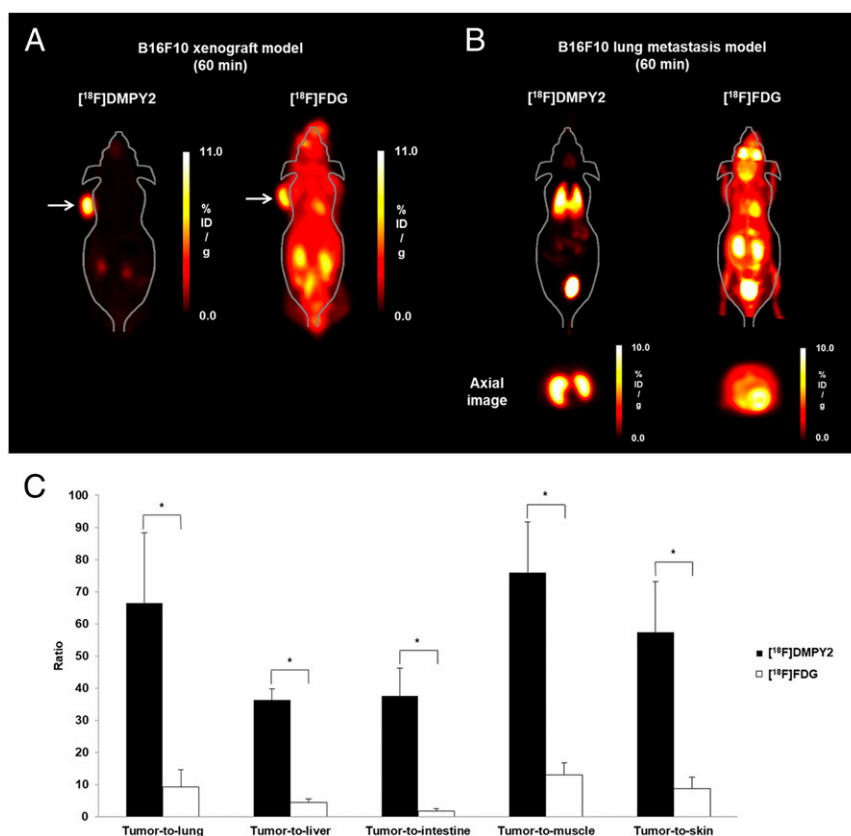 A
B16F10 xenograft model
(60 min)
[¹⁸F]DMPY2
[¹⁸F]FDG
11.0
%
ID
/
g
0.0
11.0
%
ID
/
g
0.0
B
B16F10 lung metastasis model
(60 min)
[¹⁸F]DMPY2
[¹⁸F]FDG
Axial
image
10.0
%
ID
/
g
0.0
10.0
%
ID
/
g
0.0
C
100
90
80
70
60
50
40
30
20
10
0
Ratio
*
*
*
*
*
Tumor-to-lung
Tumor-to-liver
Tumor-to-intestine
Tumor-to-muscle
Tumor-to-skin
[¹⁸F]DMPY2
[¹⁸F]FDG